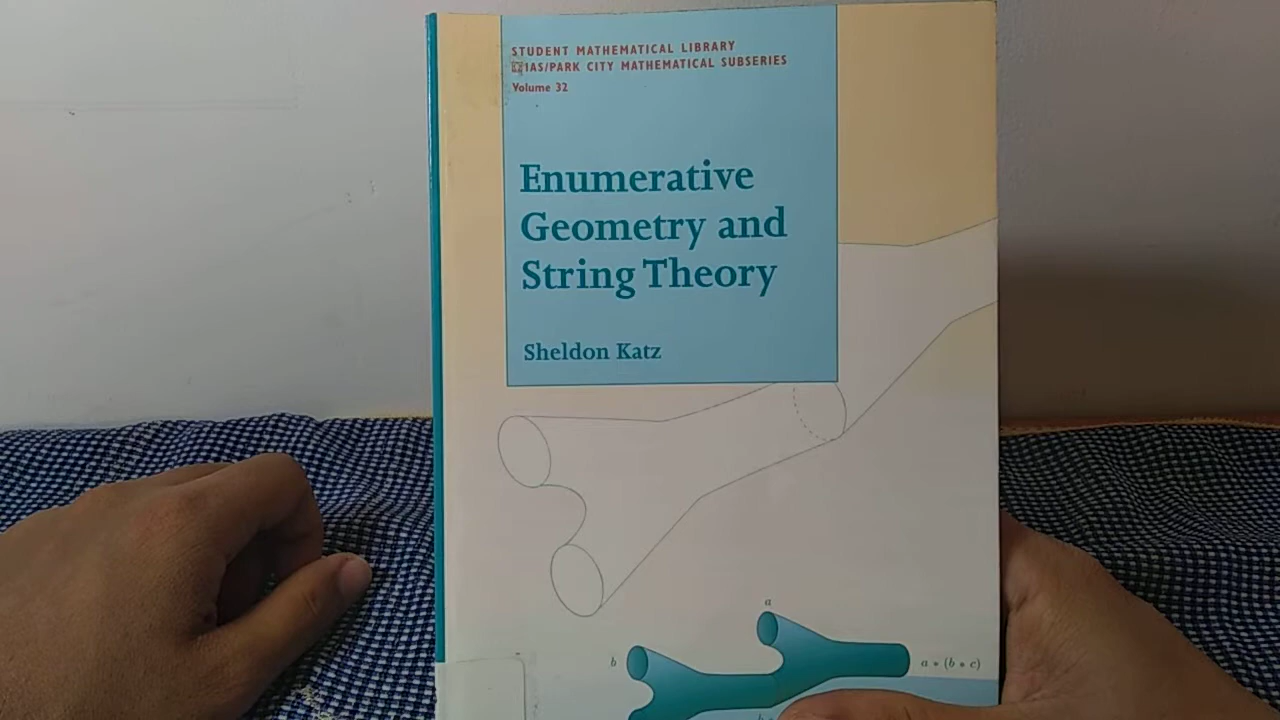 STUDENT MATHEMATICAL LIBRARY
IAS/PARK CITY MATHEMATICAL SUBSERIES
Volume 32
Enumerative
Geometry and
String Theory
Sheldon Katz
a
b
a * (b * c)